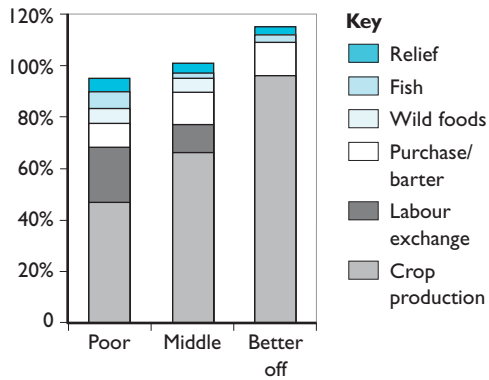 120%
100%
80%
60%
40%
20%
0
Poor
Middle
Better
off
Key
Relief
Fish
Wild foods
Purchase/
barter
Labour
exchange
Crop
production